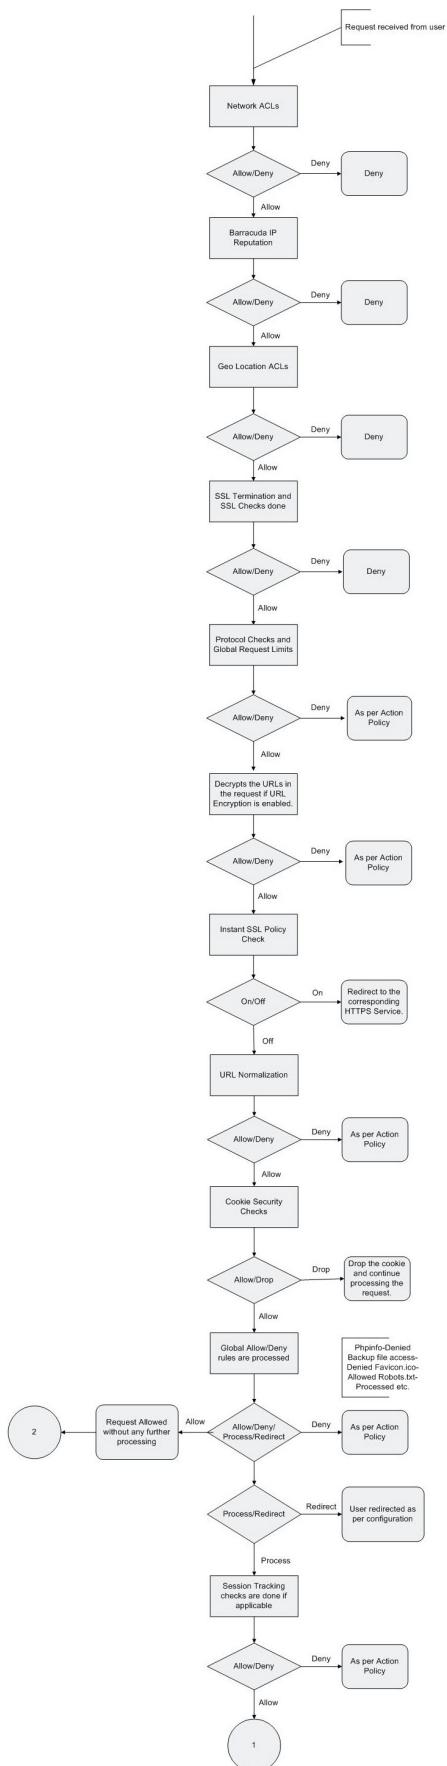 Request received from user
Network ACLs
Allow/Deny
Deny
Deny
Allow
Barracuda IP
Reputation
Allow/Deny
Deny
Deny
Allow
Geo Location ACLs
Allow/Deny
Deny
Deny
Allow
SSL Termination and
SSL Checks done
Allow/Deny
Deny
Deny
Allow
Protocol Checks and
Global Request Limits
Allow/Deny
Deny
As per Action
Policy
Allow
Decrypts the URLs in
the request if URL
Encryption is enabled.
Allow/Deny
Deny
As per Action
Policy
Allow
Instant SSL Policy
Check
On/Off
On
Redirect to the
corresponding
HTTPS Service.
Off
URL Normalization
Allow/Deny
Deny
As per Action
Policy
Allow
Cookie Security
Checks
Allow/Drop
Drop
Drop the cookie
and continue
processing the
request.
Allow
Global Allow/Deny
rules are processed
Phpinfo-Denied
Backup file access-
Denied Favicon.ico-
Allowed Robots.txt-
Processed etc.
2
Request Allowed
without any further
processing
Allow
Allow/Deny/
Process/Redirect
Deny
As per Action
Policy
Process/Redirect
Redirect
User redirected as
per configuration
Process
Session Tracking
checks are done if
applicable
Allow/Deny
Deny
As per Action
Policy
Allow
1